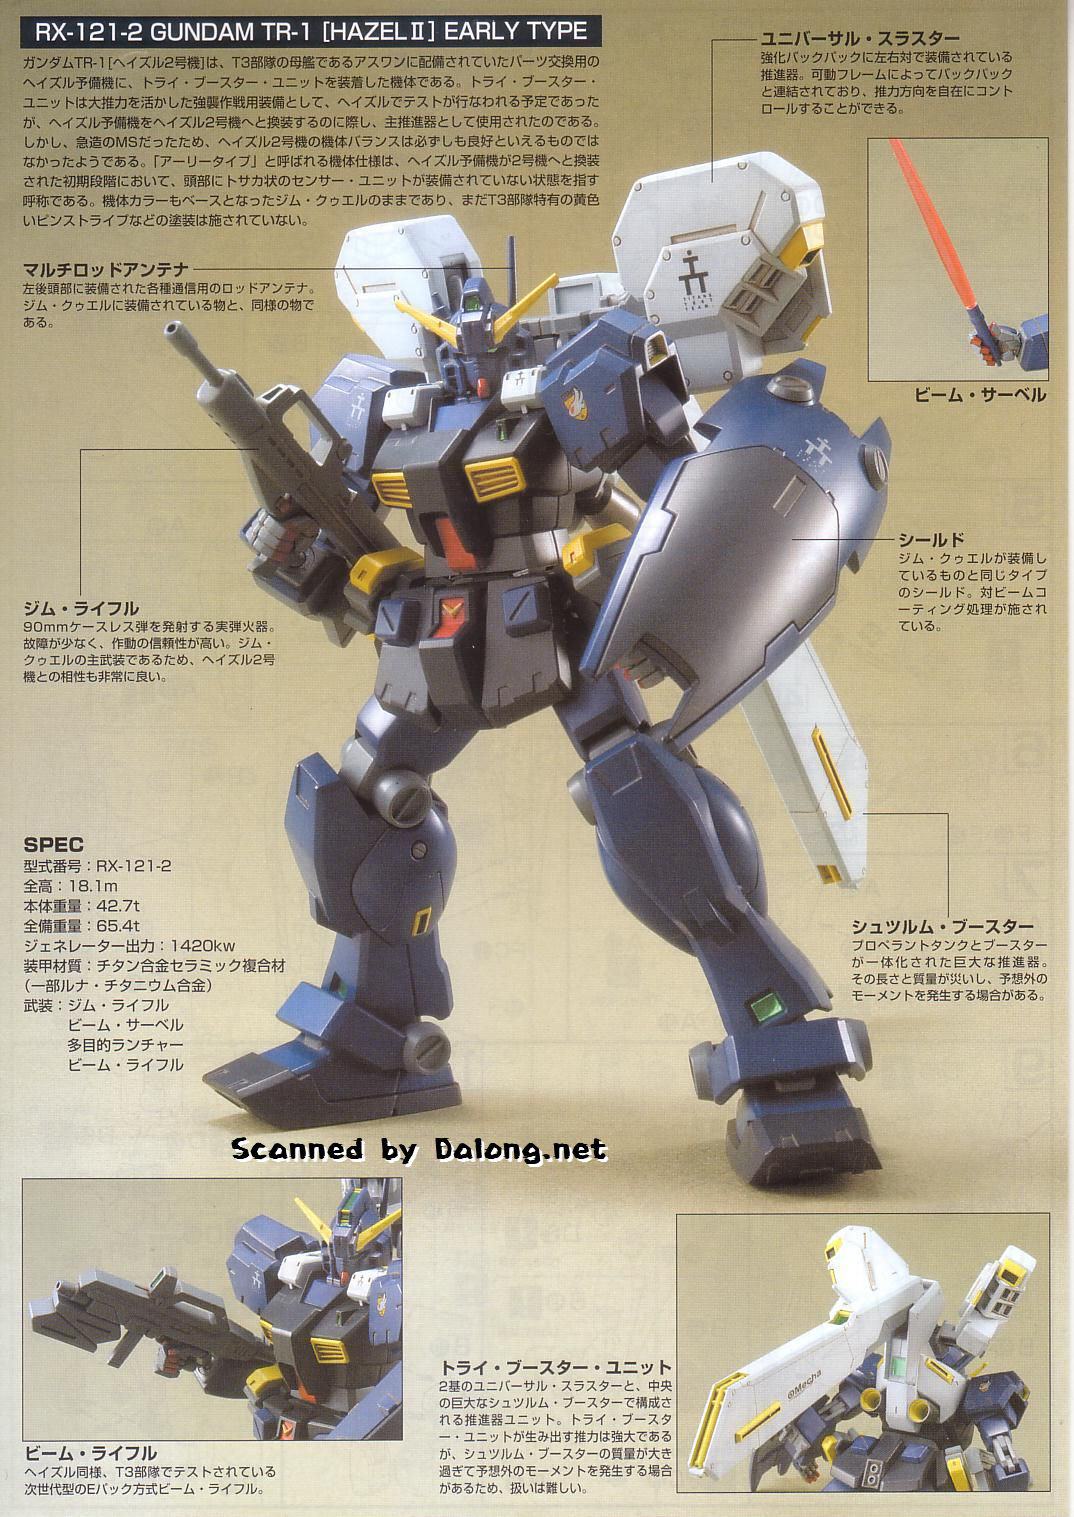 RX-121-2 GUNDAM TR-1 [HAZELⅡ] EARLY TYPE
ガンダムTR-1[ヘイズル2号機]は、T3部隊の母艦であるアスワンに配備されていたパーツ交換用の
ヘイズル予備機に、トライ・ブースター・ユニットを装着した機体である。トライ・ブースター・
ユニットは大推力を活かした強襲作戦用装備として、ヘイズルでテストが行なわれる予定であった
が、ヘイズル予備機をヘイズル2号機へと換装するのに際し、主推進器として使用されたのである。
しかし、急造のMSだったため、ヘイズル2号機の機体バランスは必ずしも良好といえるものでは
なかったようである。「アーリータイプ」と呼ばれる機体仕様は、ヘイズル予備機が2号機へと換装
された初期段階において、頭部にトサカ状のセンサー・ユニットが装備されていない状態を指す
呼称である。機体カラーもベースとなったジム・クゥエルのままであり、まだT3部隊特有の黄色
いピンストライプなどの塗装は施されていない。
ユニバーサル・スラスター
強化バックパックに左右対で装備されている
推進器。可動フレームによってバックパック
と連結されており、推力方向を自在にコント
ロールすることができる。
マルチロッドアンテナ
左後頭部に装備された各種通信用のロッドアンテナ。
ジム・クゥエルに装備されている物と、同様の物で
ある。
ビーム・サーベル
ジム・ライフル
90mmケースレス弾を発射する実弾火器。
故障が少なく、作動の信頼性が高い。ジム・
クゥエルの主武装であるため、ヘイズル2号
機との相性も非常に良い。
シールド
ジム・クゥエルが装備し
ているものと同じタイプ
のシールド。対ビームコ
ーティング処理が施され
ている。
SPEC
型式番号：RX-121-2
全高：18.1m
本体重量：42.7t
全備重量：65.4t
ジェネレーター出力：1420kw
装甲材質：チタン合金セラミック複合材
（一部ルナ・チタニウム合金）
武装：ジム・ライフル
ビーム・サーベル
多目的ランチャー
ビーム・ライフル
シュツルム・ブースター
プロペラントタンクとブースター
が一体化された巨大な推進器。
その長さと質量が災いし、予想外の
モーメントを発生する場合がある。
Scanned by Dalong.net
ビーム・ライフル
ヘイズル同様、T3部隊でテストされている
次世代型のEパック方式ビーム・ライフル。
トライ・ブースター・ユニット
2基のユニバーサル・スラスターと、中央
の巨大なシュツルム・ブースターで構成さ
れる推進器ユニット。トライ・ブースタ
ー・ユニットが生み出す推力は強大である
が、シュツルム・ブースターの質量が大き
過ぎて予想外のモーメントを発生する場合
があるため、扱いは難しい。
@Mecha